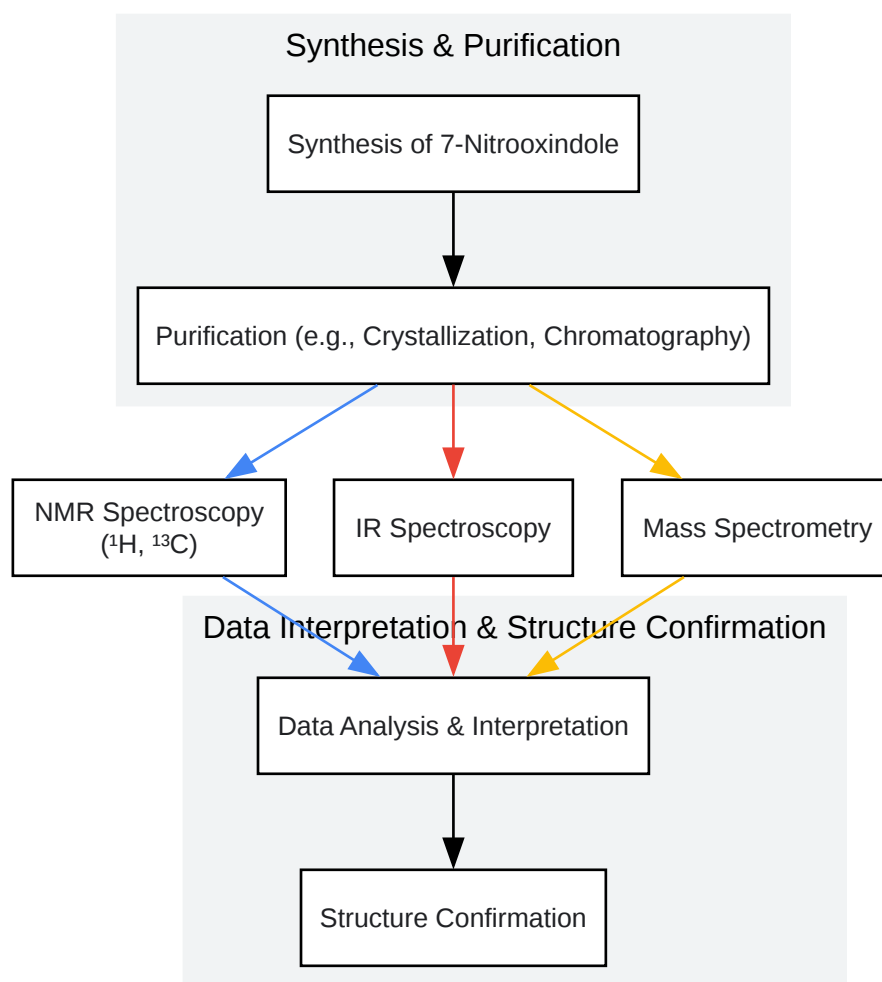 Synthesis & Purification
Synthesis of 7-Nitrooxindole
Purification (e.g., Crystallization, Chromatography)
NMR Spectroscopy
(¹H, ¹³C)
IR Spectroscopy
Mass Spectrometry
Data Interpretation & Structure Confirmation
Data Analysis & Interpretation
Structure Confirmation